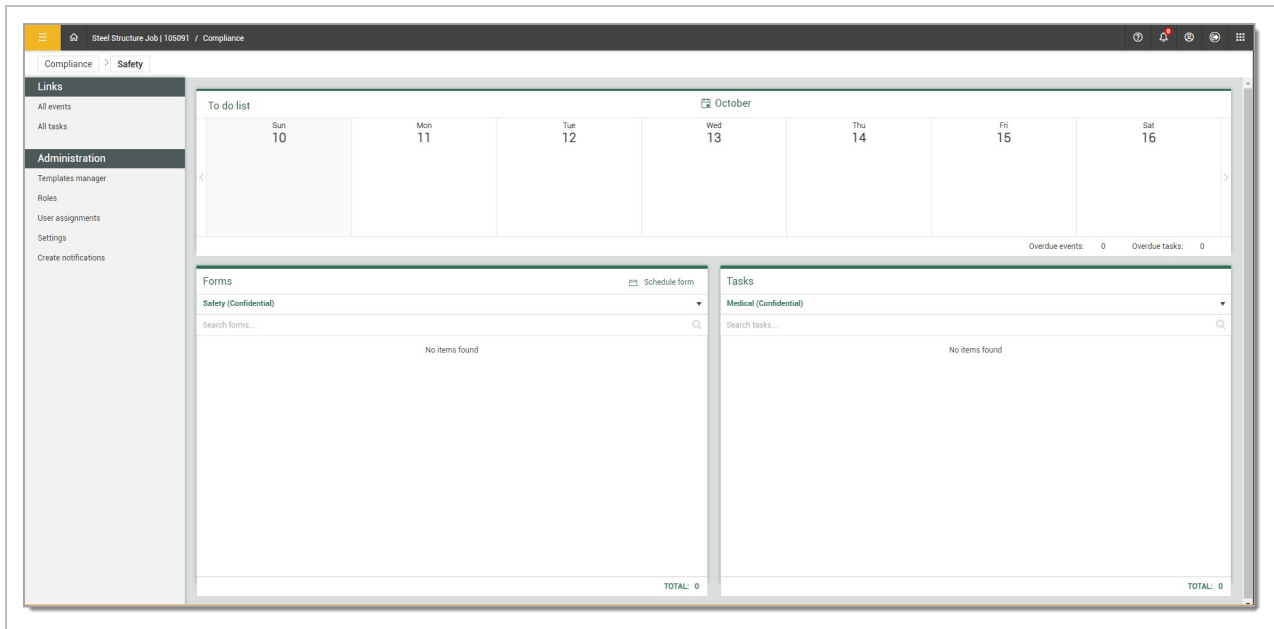 Steel Structure Job | 105091 / Compliance
Compliance > Safety
Links
All events
All tasks
Administration
Templates manager
Roles
User assignments
Settings
Create notifications
To do list
October
Sun Mon Tue Wed Thu Fri Sat
10 11 12 13 14 15 16
Overdue events: 0 Overdue tasks: 0
Forms
Schedule form
Safety (Confidential)
Search forms...
No items found
TOTAL: 0
Tasks
Medical (Confidential)
Search tasks...
No items found
TOTAL: 0